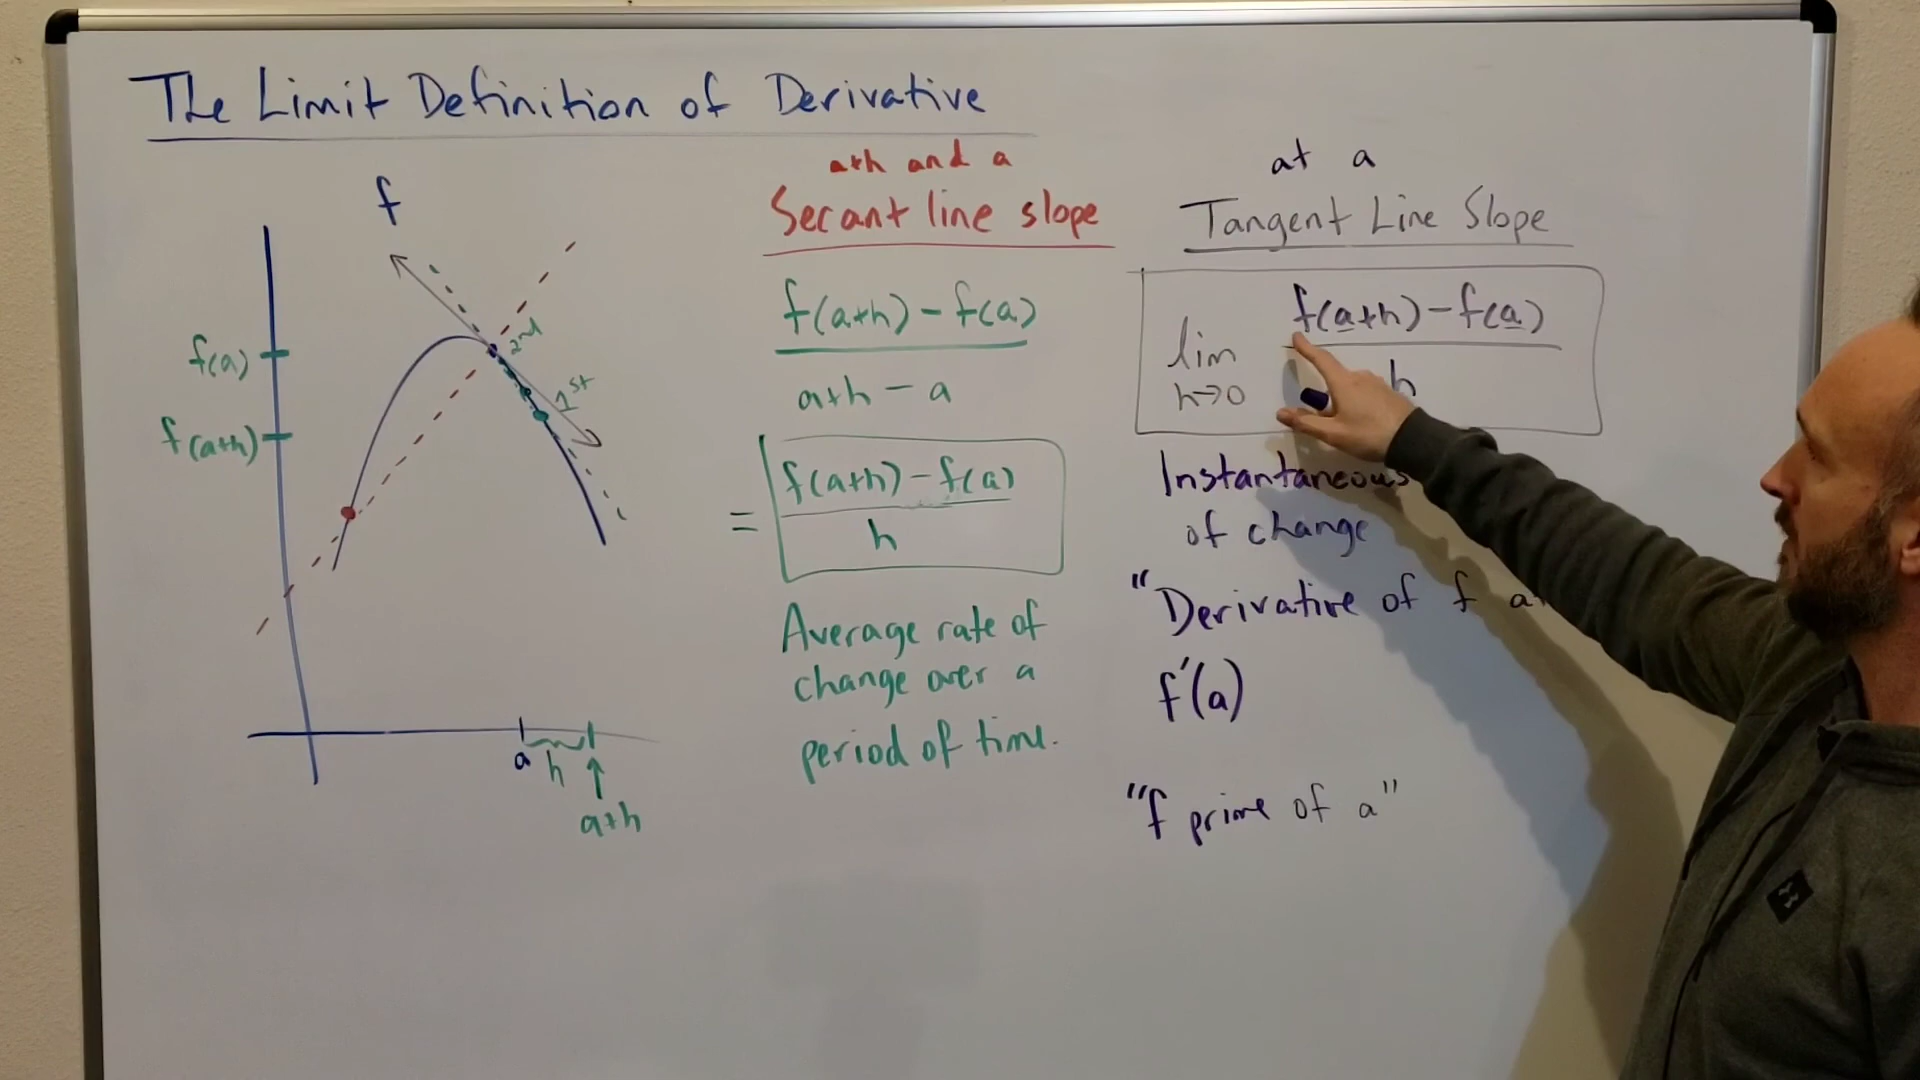 The Limit Definition of Derivative
f
f(a)
f(a+h)
2nd
1st
a
h
a+h
a+h and a
Secant line slope
f(a+h) - f(a)
a+h - a
= f(a+h) - f(a)
h
Average rate of
change over a
period of time.
at a
Tangent Line Slope
lim h→0 f(a+h) - f(a)
h
Instantaneous
of change
"Derivative of f
f'(a)
"f prime of a"